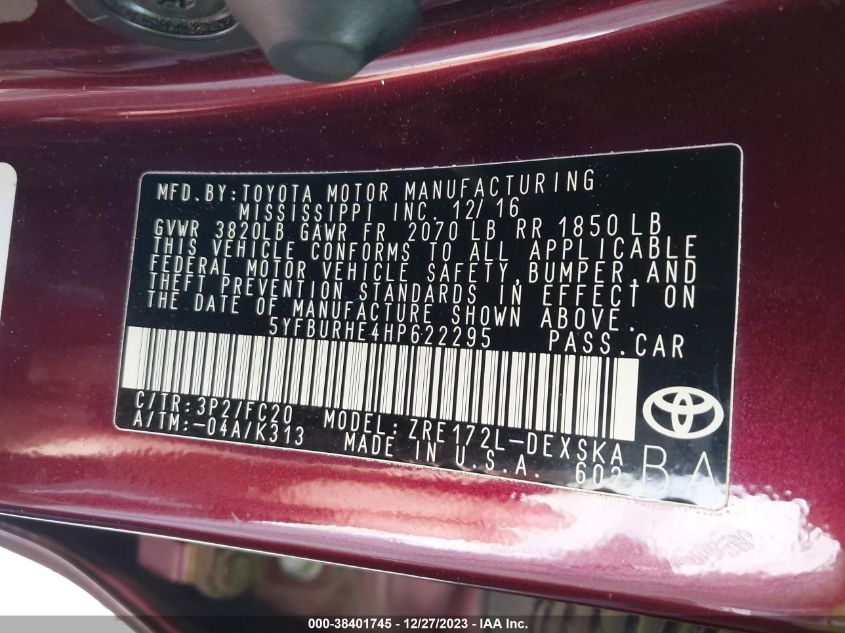 MFD. BY: TOYOTA MOTOR MANUFACTURING
MISSISSIPPI INC. 12/16
GVWR 3820LB GAWR FR 2070 LB RR 1850 LB
THIS VEHICLE CONFORMS TO ALL APPLICABLE
FEDERAL MOTOR VEHICLE SAFETY, BUMPER, AND
THEFT PREVENTION STANDARDS IN EFFECT ON
THE DATE OF MANUFACTURE SHOWN ABOVE.
5YFBURHE4HP622295 PASS. CAR
C/TR: 3P2/FC20 MODEL: ZRE172L-DEXSKA
A/TM: -04A/K313 MADE IN U.S.A. 602
BA
000-38401745 - 12/27/2023 - IAA Inc.